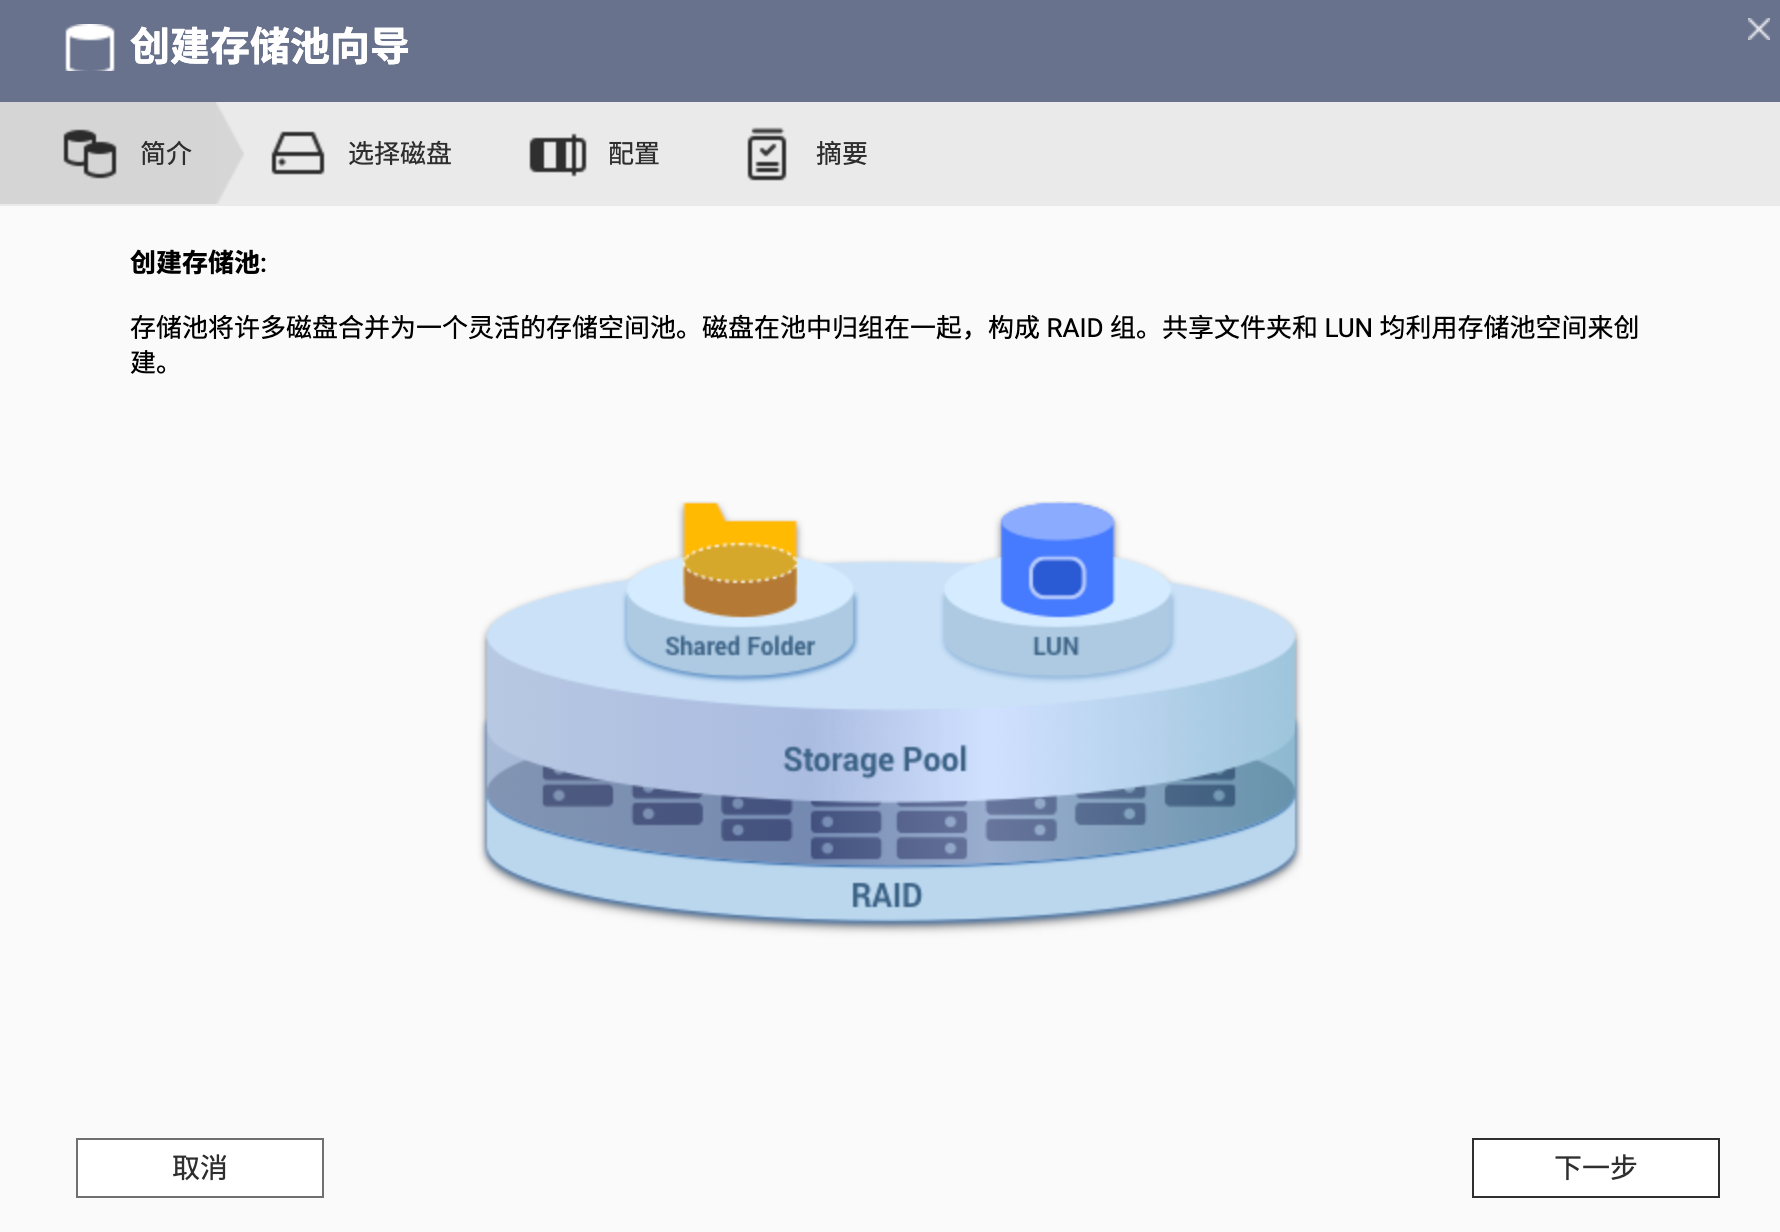 创建存储池向导
简介
选择磁盘
配置
摘要
创建存储池:
存储池将许多磁盘合并为一个灵活的存储空间池。磁盘在池中归组在一起，构成 RAID 组。共享文件夹和 LUN 均利用存储池空间来创
建。
Shared Folder
LUN
Storage Pool
RAID
取消
下一步